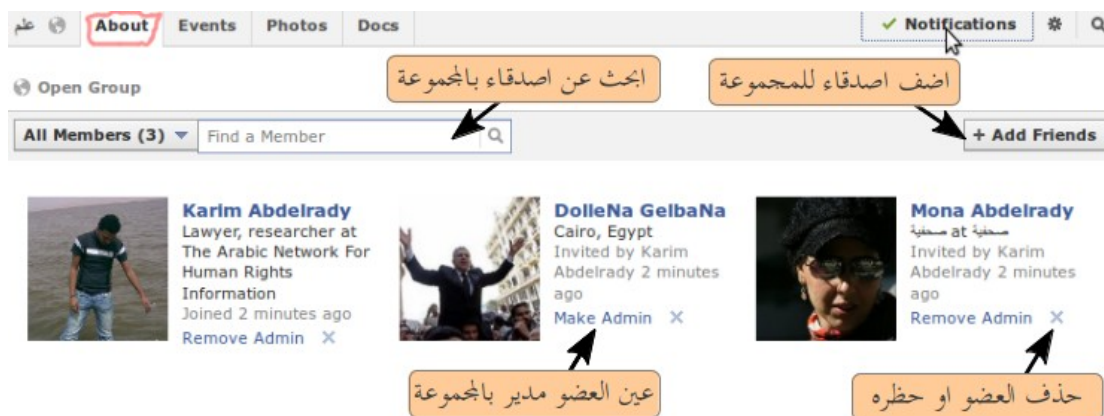 علم About Events Photos Docs ✓ Notifications
Open Group
ابحث عن اصدقاء بالمجموعة
اضف اصدقاء للمجموعة
All Members (3) Find a Member
+ Add Friends
Karim Abdelrady
Lawyer, researcher at
The Arabic Network For
Human Rights
Information
Joined 2 minutes ago
Remove Admin ×
DolleNa GelbaNa
Cairo, Egypt
Invited by Karim
Abdelrady 2 minutes
ago
Make Admin ×
Mona Abdelrady
صحفية at صحفية
Invited by Karim
Abdelrady 2 minutes
ago
Remove Admin ×
عين العضو مدير بالمجموعة
حذف العضو او حظره